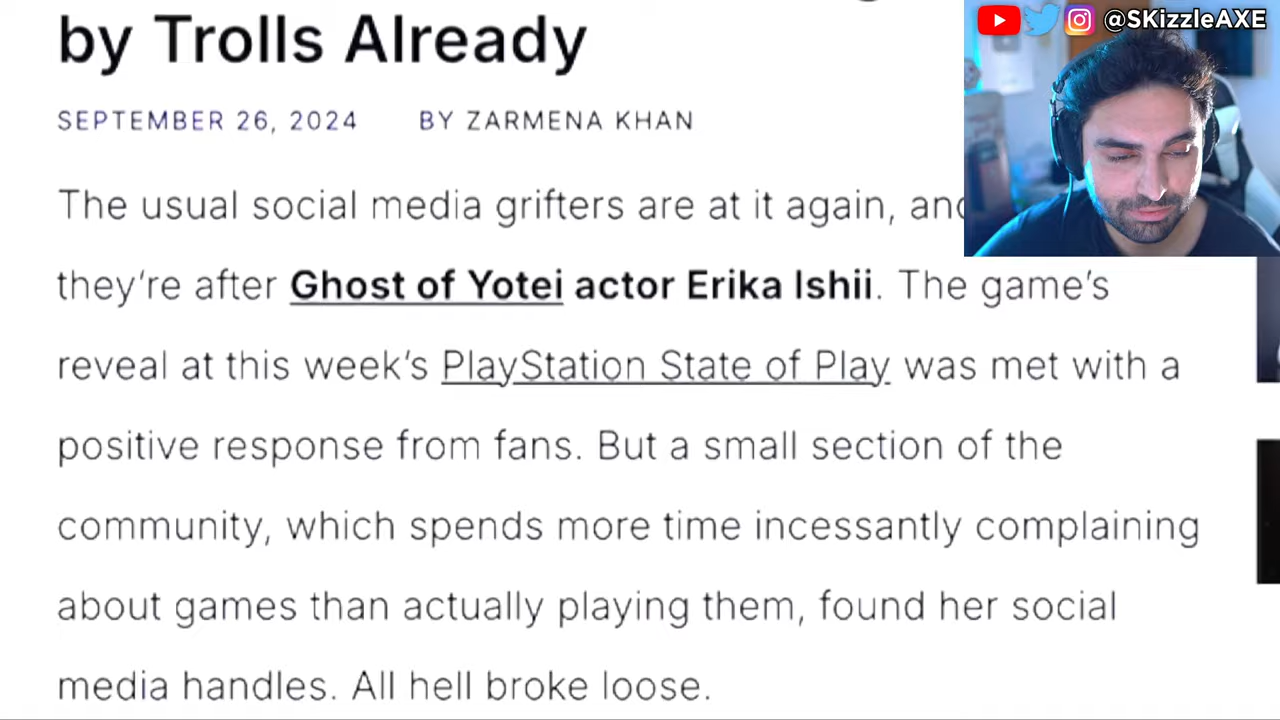 by Trolls Already
@SKizzleAXE
SEPTEMBER 26, 2024 BY ZARMENA KHAN
The usual social media grifters are at it again,
they're after Ghost of Yotei actor Erika Ishii. The game's
reveal at this week's PlayStation State of Play was met with a
positive response from fans. But a small section of the
community, which spends more time incessantly complaining
about games than actually playing them, found her social
media handles. All hell broke loose.